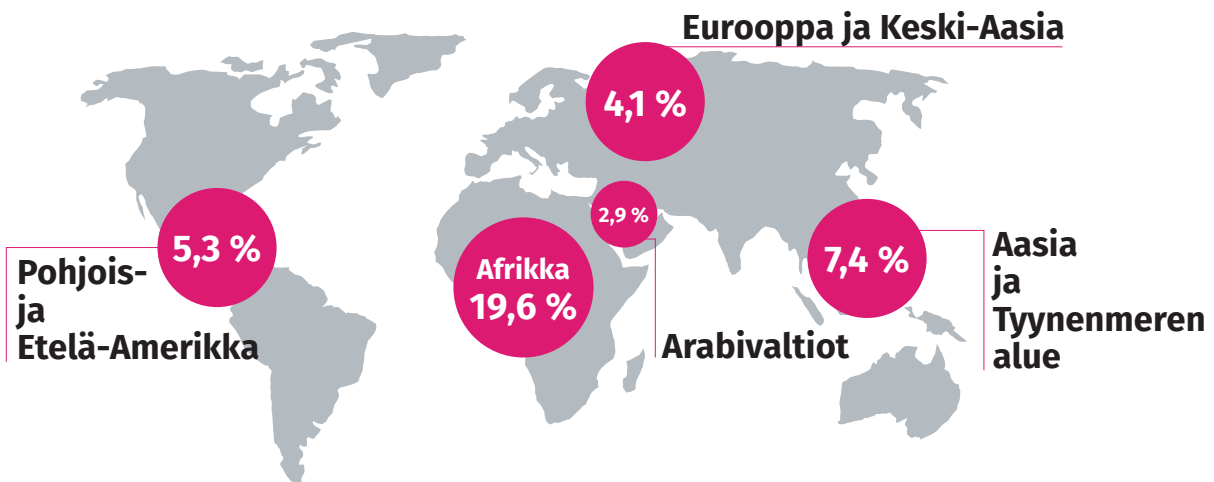 Eurooppa ja Keski-Aasia
4,1 %
2,9 %
5,3 %
Pohjois-
ja
Etelä-Amerikka
Afrikka
19,6 %
Arabivaltiot
7,4 %
Aasia
ja
Tyynenmeren
alue